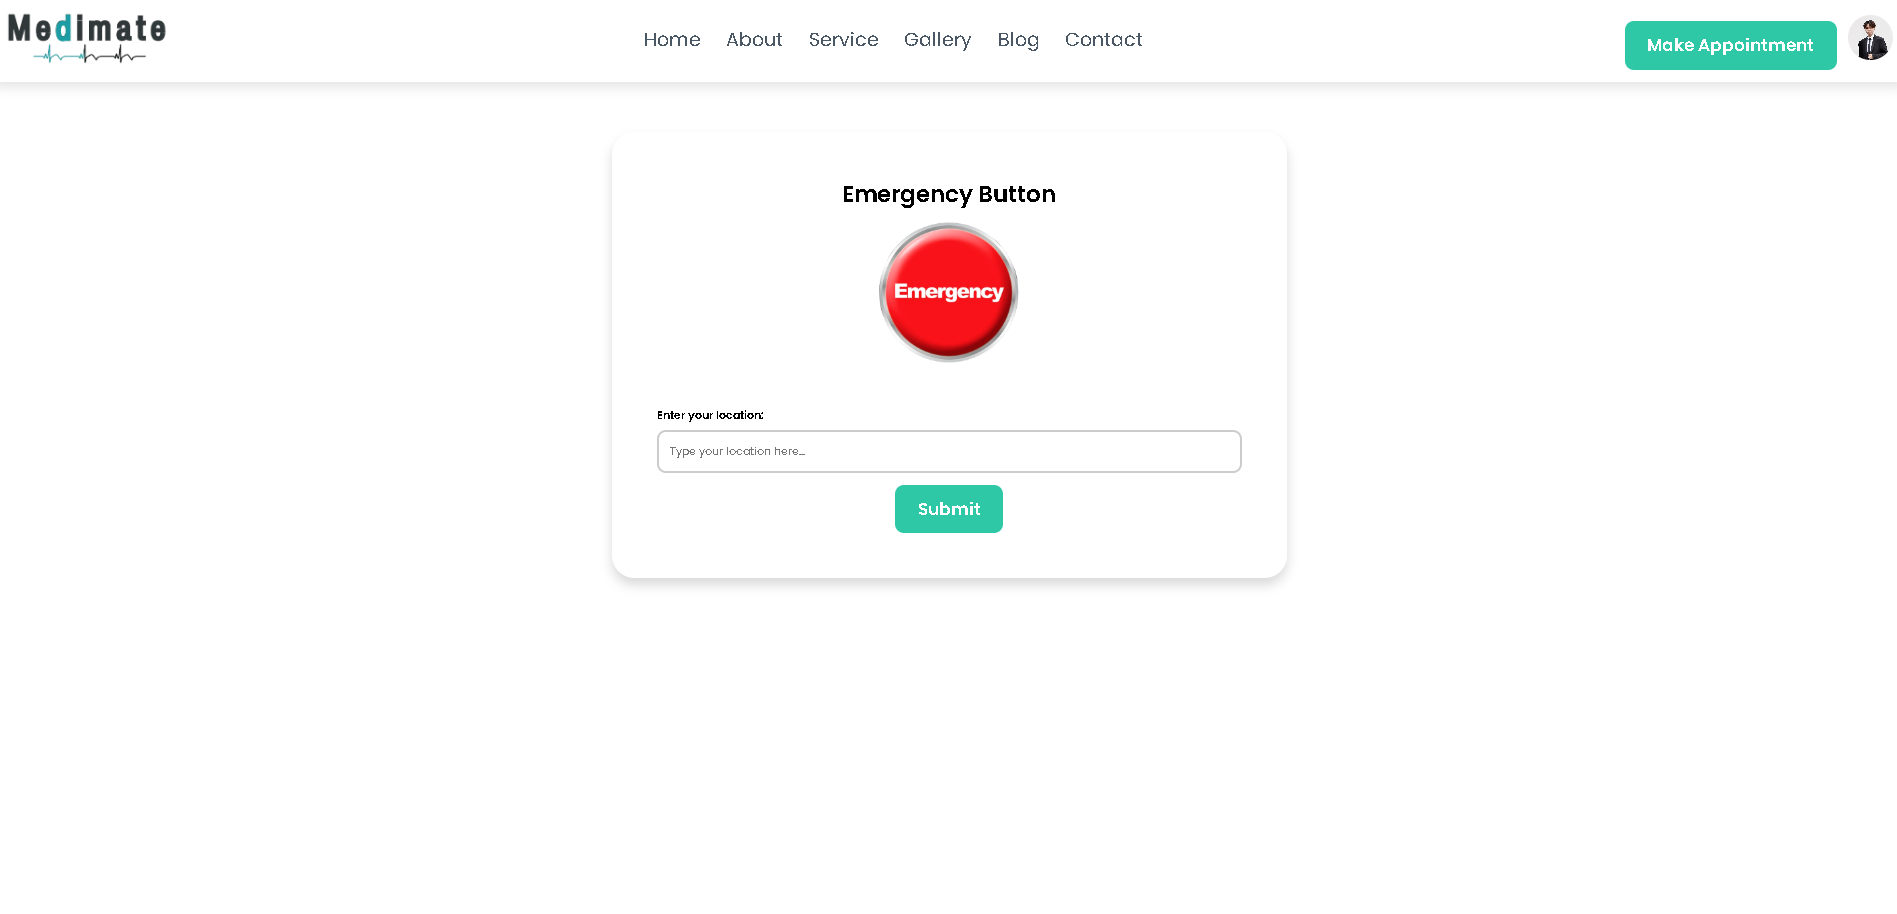 Medimate
Home About Service Gallery Blog Contact
Make Appointment
Emergency Button
Emergency
Enter your location:
Type your location here...
Submit